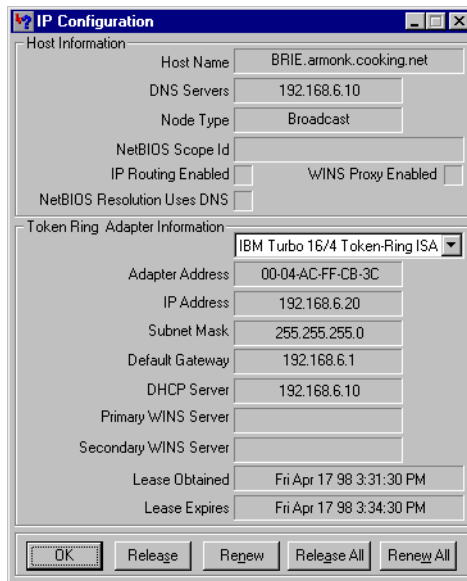 IP Configuration
Host Information
Host Name BRIE.armonk.cooking.net
DNS Servers 192.168.6.10
Node Type Broadcast
NetBIOS Scope Id
IP Routing Enabled WINS Proxy Enabled
NetBIOS Resolution Uses DNS
Token Ring Adapter Information
IBM Turbo 16/4 Token-Ring ISA
Adapter Address 00-04-AC-FF-CB-3C
IP Address 192.168.6.20
Subnet Mask 255.255.255.0
Default Gateway 192.168.6.1
DHCP Server 192.168.6.10
Primary WINS Server
Secondary WINS Server
Lease Obtained Fri Apr 17 98 3:31:30 PM
Lease Expires Fri Apr 17 98 3:34:30 PM
OK Release Renew Release All Renew All